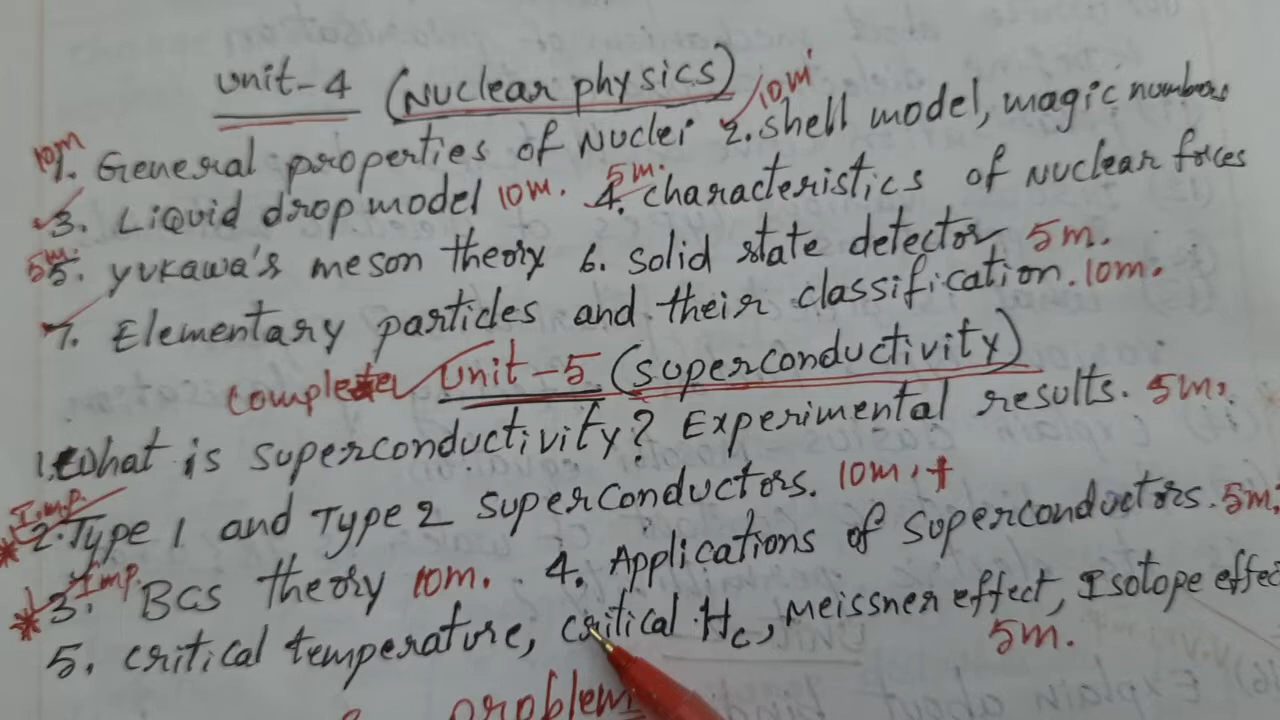 Unit-4 (Nuclear physics)
10m 1. General properties of Nuclei 2. shell model, magic numbers 10m
3. Liquid drop model 10m. 4. characteristics of Nuclear forces 5m.
5m 5. yukawa's meson theory 6. solid state detector 5m.
7. Elementary particles and their classification. 10m.
complete Unit-5 (superconductivity)
1. What is superconductivity? Experimental results. 5m.
Imp. * 2. Type 1 and Type 2 superconductors. 10m. +
* 3. Imp. BCS theory 10m. 4. Applications of superconductors. 5m.
5. critical temperature, critical Hc, Meissner effect, Isotope effec
5m.
problem